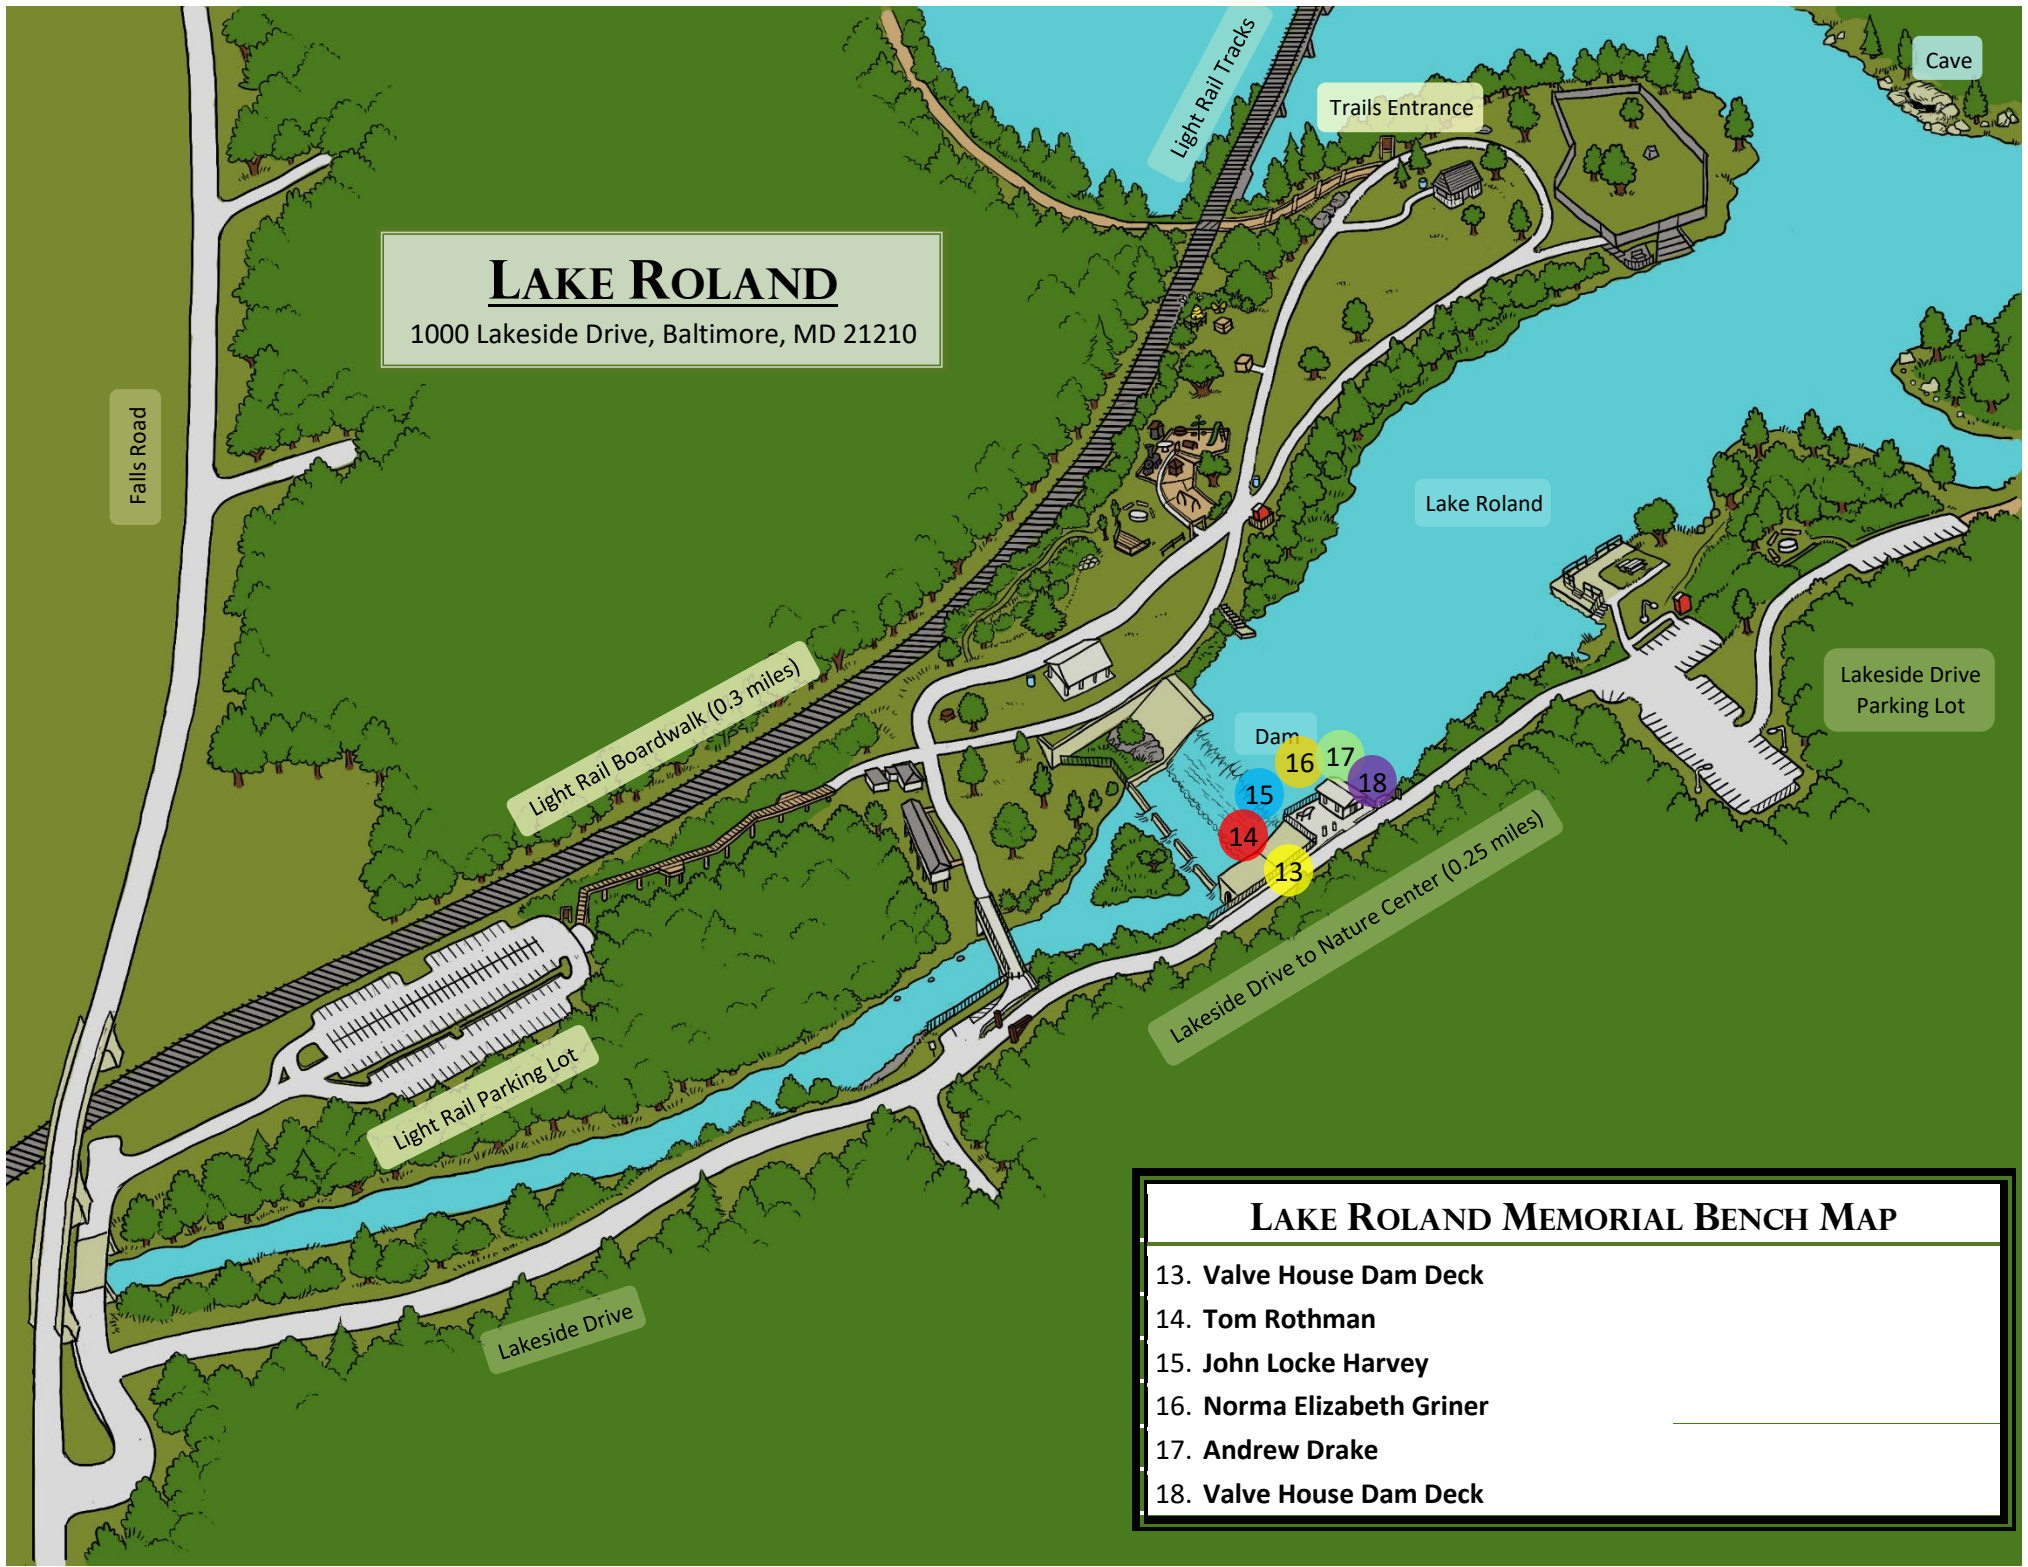 Cave
Light Rail Tracks
Trails Entrance
LAKE ROLAND
1000 Lakeside Drive, Baltimore, MD 21210
Falls Road
Lake Roland
Lakeside Drive
Parking Lot
Light Rail Boardwalk (0.3 miles)
Dam
16
17
18
15
14
13
Lakeside Drive to Nature Center (0.25 miles)
Light Rail Parking Lot
Lakeside Drive
LAKE ROLAND MEMORIAL BENCH MAP
13. Valve House Dam Deck
14. Tom Rothman
15. John Locke Harvey
16. Norma Elizabeth Griner
17. Andrew Drake
18. Valve House Dam Deck